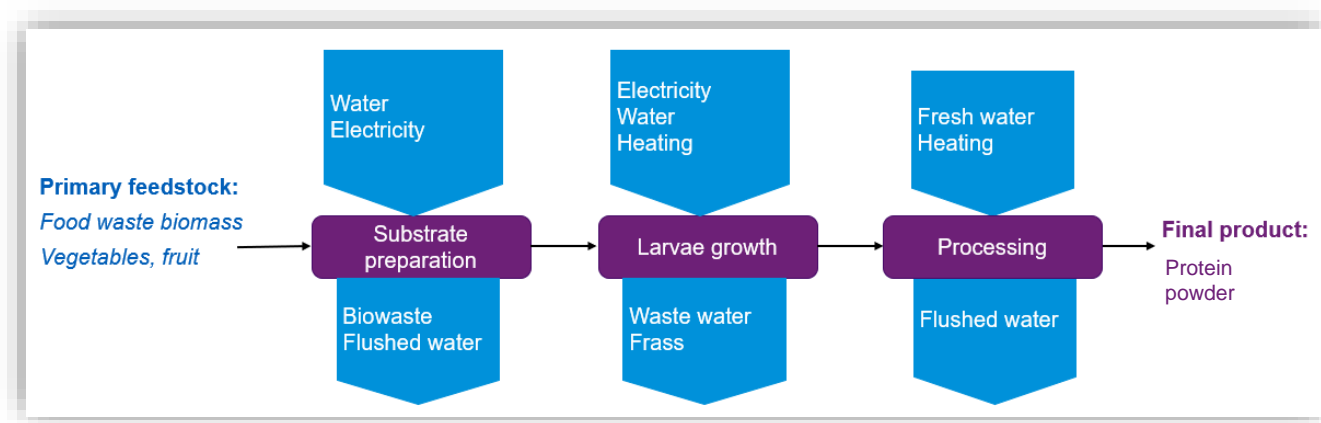 Water
Electricity
Electricity
Water
Heating
Fresh water
Heating
Primary feedstock:
Food waste biomass
Vegetables, fruit
Substrate
preparation
Larvae growth
Processing
Final product:
Protein
powder
Biowaste
Flushed water
Waste water
Frass
Flushed water